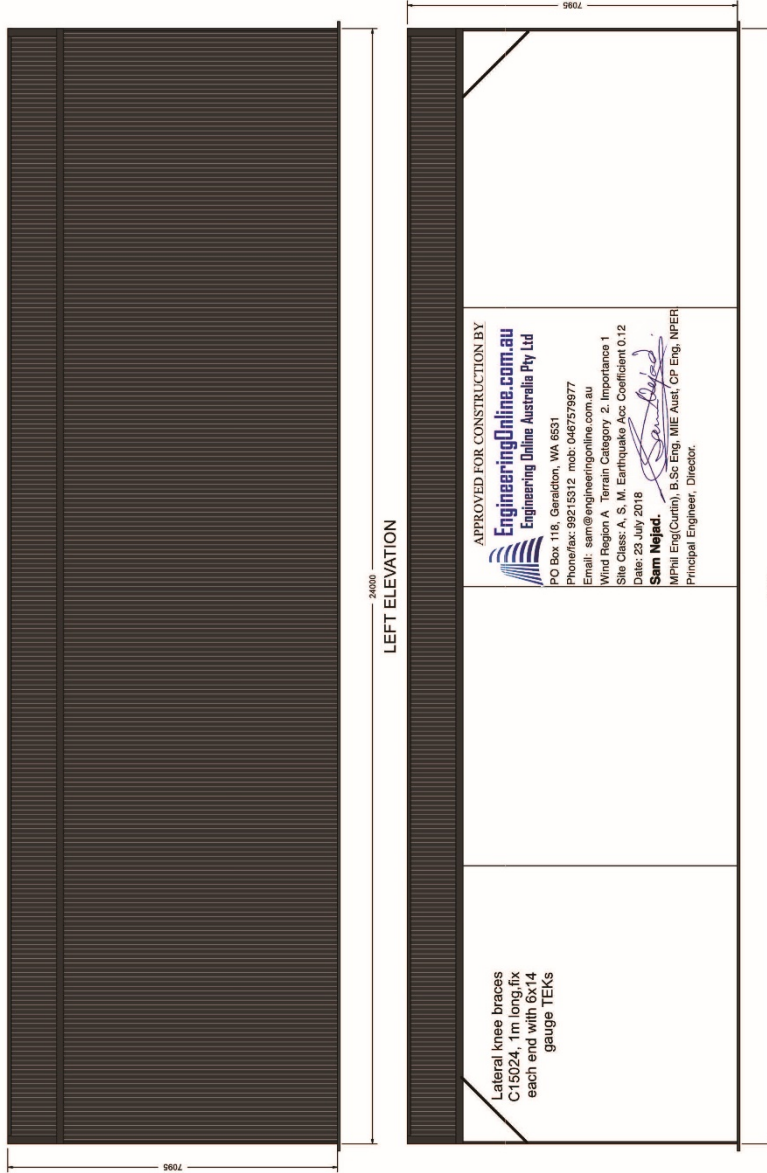 7095
24000
LEFT ELEVATION
7095
Lateral knee braces
C15024, 1m long,fix
each end with 6x14
gauge TEKs
APPROVED FOR CONSTRUCTION BY
EngineeringOnline.com.au
Engineering Online Australia Pty Ltd
PO Box 118, Geraldton, WA 6531
Phone/fax: 99215312 mob: 0467579977
Email: sam@engineeringonline.com.au
Wind Region A Terrain Category 2. Importance 1
Site Class: A, S, M. Earthquake Acc Coefficient 0.12
Date: 23 July 2018
Sam Nejad.
Sam Nejad.
MPhil Eng(Curtin), B.Sc Eng, MIE Aust, CP Eng, NPER
Principal Engineer, Director.